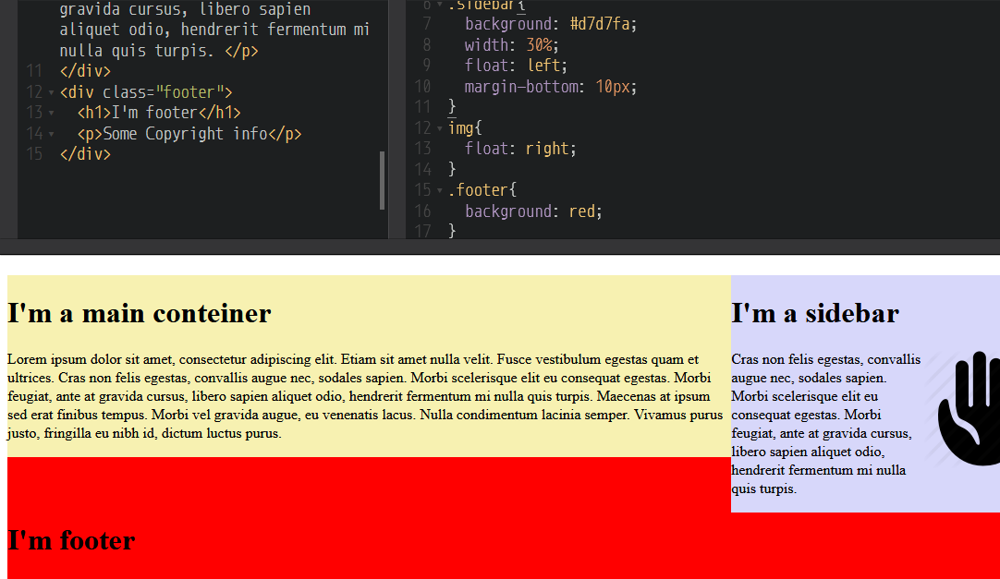 gravida cursus, libero sapien
aliquet odio, hendrerit fermentum mi
nulla quis turpis. </p>
11 </div>
12 <div class="footer">
13 <h1>I'm footer</h1>
14 <p>Some Copyright info</p>
15 </div>
6 .sidebar{
7 background: #d7d7fa;
8 width: 30%;
9 float: left;
10 margin-bottom: 10px;
11 }
12 img{
13 float: right;
14 }
15 .footer{
16 background: red;
17 }
I'm a main conteiner
Lorem ipsum dolor sit amet, consectetur adipiscing elit. Etiam sit amet nulla velit. Fusce vestibulum egestas quam et
ultrices. Cras non felis egestas, convallis augue nec, sodales sapien. Morbi scelerisque elit eu consequat egestas. Morbi
feugiat, ante at gravida cursus, libero sapien aliquet odio, hendrerit fermentum mi nulla quis turpis. Maecenas at ipsum
sed erat finibus tempus. Morbi vel gravida augue, eu venenatis lacus. Nulla condimentum lacinia semper. Vivamus purus
justo, fringilla eu nibh id, dictum luctus purus.
I'm a sidebar
Cras non felis egestas, convallis
augue nec, sodales sapien.
Morbi scelerisque elit eu
consequat egestas. Morbi
feugiat, ante at gravida cursus,
libero sapien aliquet odio,
hendrerit fermentum mi nulla
quis turpis.
I'm footer